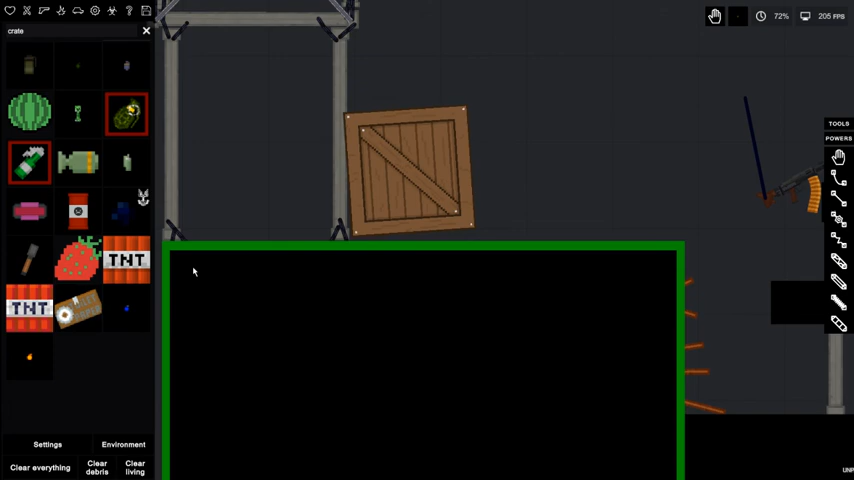 72%
205 FPS
crate
TOOLS
POWERS
TNT
TNT
Settings
Environment
Clear everything
Clear debris
Clear living